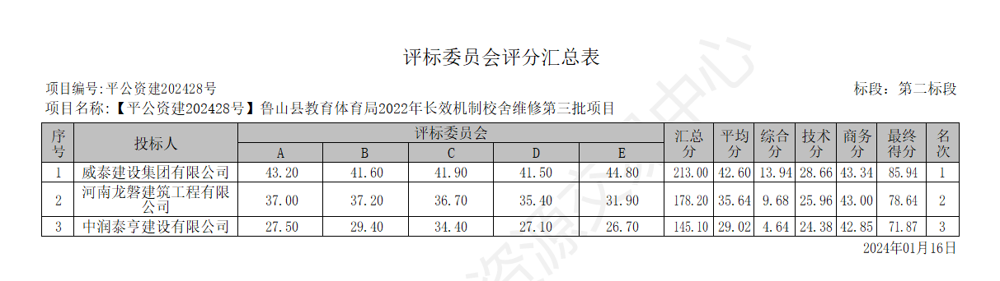 评标委员会评分汇总表
项目编号:平公资建202428号 标段: 第二标段
项目名称:【平公资建202428号】鲁山县教育体育局2022年长效机制校舍维修第三批项目
序号 投标人 评标委员会 汇总分 平均分 综合分 技术分 商务分 最终得分 名次
A B C D E
1 威泰建设集团有限公司 43.20 41.60 41.90 41.50 44.80 213.00 42.60 13.94 28.66 43.34 85.94 1
2 河南龙磐建筑工程有限公司 37.00 37.20 36.70 35.40 31.90 178.20 35.64 9.68 25.96 43.00 78.64 2
3 中润泰亨建设有限公司 27.50 29.40 34.40 27.10 26.70 145.10 29.02 4.64 24.38 42.85 71.87 3
2024年01月16日
资源交易中心